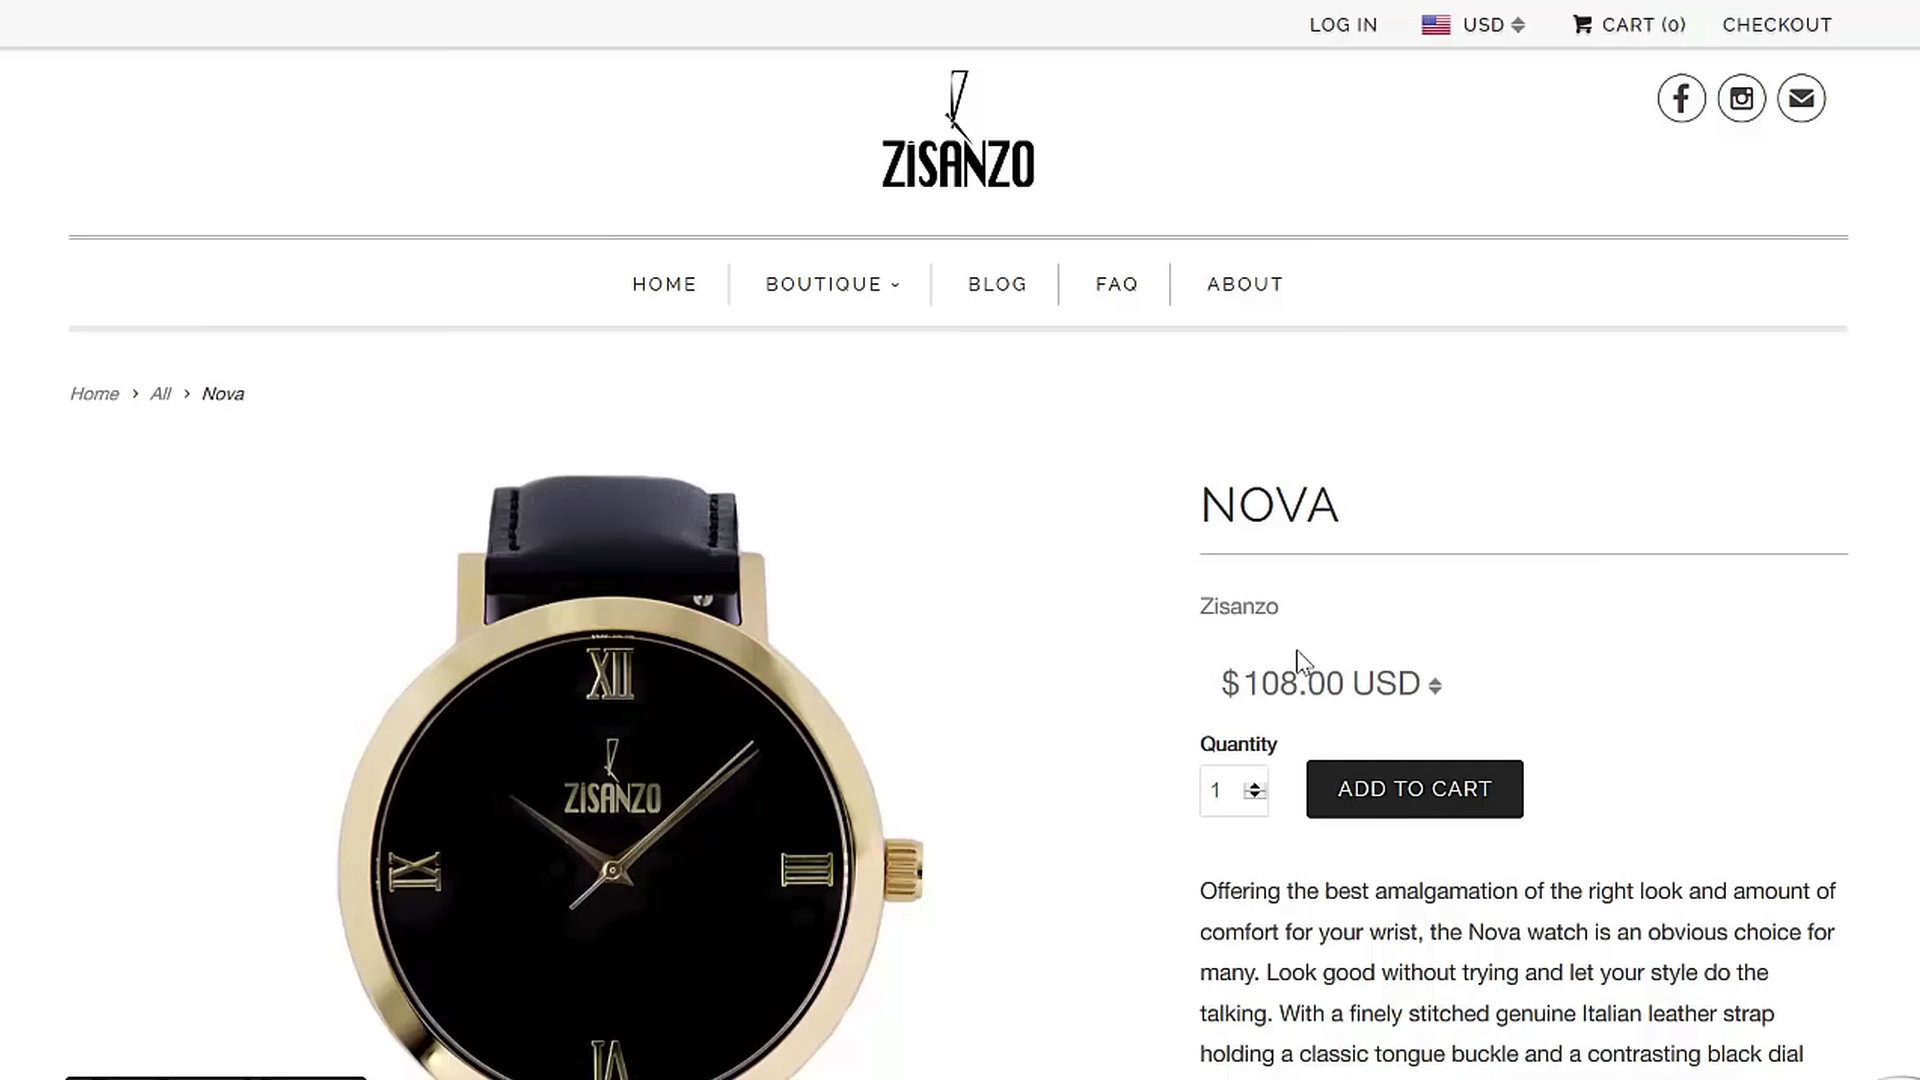 LOG IN
USD
CART (0)
CHECKOUT
ZiSANZO
HOME
BOUTIQUE
BLOG
FAQ
ABOUT
Home › All › Nova
NOVA
Zisanzo
$108.00 USD
Quantity
1
ADD TO CART
XII
ZiSANZO
IX
III
VI
Offering the best amalgamation of the right look and amount of
comfort for your wrist, the Nova watch is an obvious choice for
many. Look good without trying and let your style do the
talking. With a finely stitched genuine Italian leather strap
holding a classic tongue buckle and a contrasting black dial